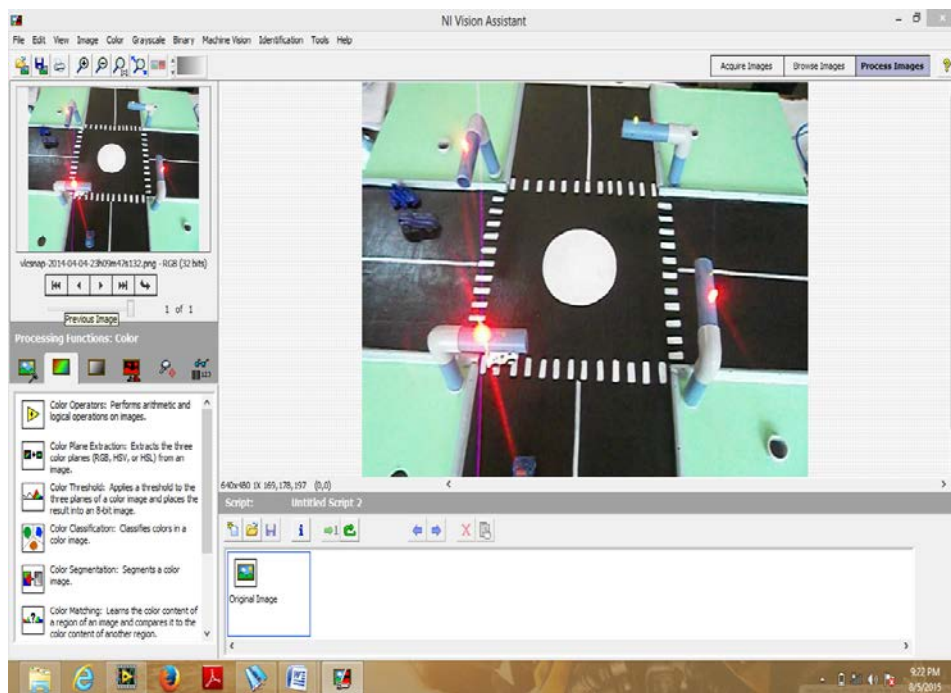 NI Vision Assistant
File Edit View Image Color Grayscale Binary Machine Vision Identification Tools Help
Acquire Images Browse Images Process Images
vlcsnap-2014-04-04-23h09m47s132.png - RGB (32 bits)
1 of 1
Previous Image
Processing Functions: Color
Color Operators: Performs arithmetic and
logical operations on images.
Color Plane Extraction: Extracts the three
color planes (RGB, HSV, or HSL) from an
image.
Color Threshold: Applies a threshold to the
three planes of a color image and places the
result into an 8-bit image.
Color Classification: Classifies colors in a
color image.
Color Segmentation: Segments a color
image.
Color Matching: Learns the color content of
a region of an image and compares it to the
color content of another region.
640x480 1X 169,178,197 (0,0)
Script: Untitled Script 2
Original Image
9:22 PM
8/5/2015